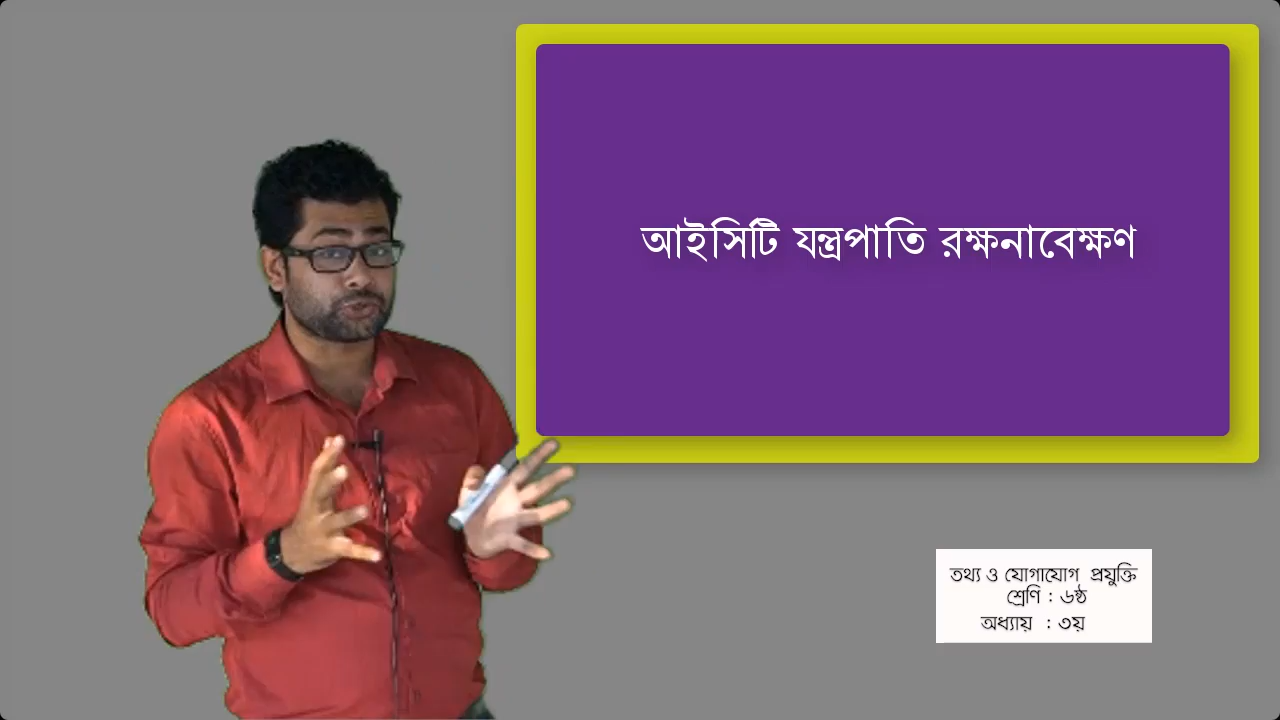 আইসিটি যন্ত্রপাতি রক্ষনাবেক্ষণ
তথ্য ও যোগাযোগ প্রযুক্তি
শ্রেণি : ৬ষ্ঠ
অধ্যায় : ৩য়